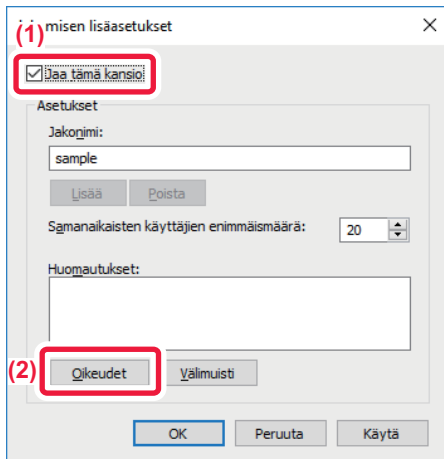 (1)
misen lisäasetukset
Jaa tämä kansio
Asetukset
Jakonimi:
sample
Lisää Poista
Samanaikaisten käyttäjien enimmäismäärä: 20
Huomautukset:
(2) Oikeudet Välimuisti
OK Peruuta Käytä